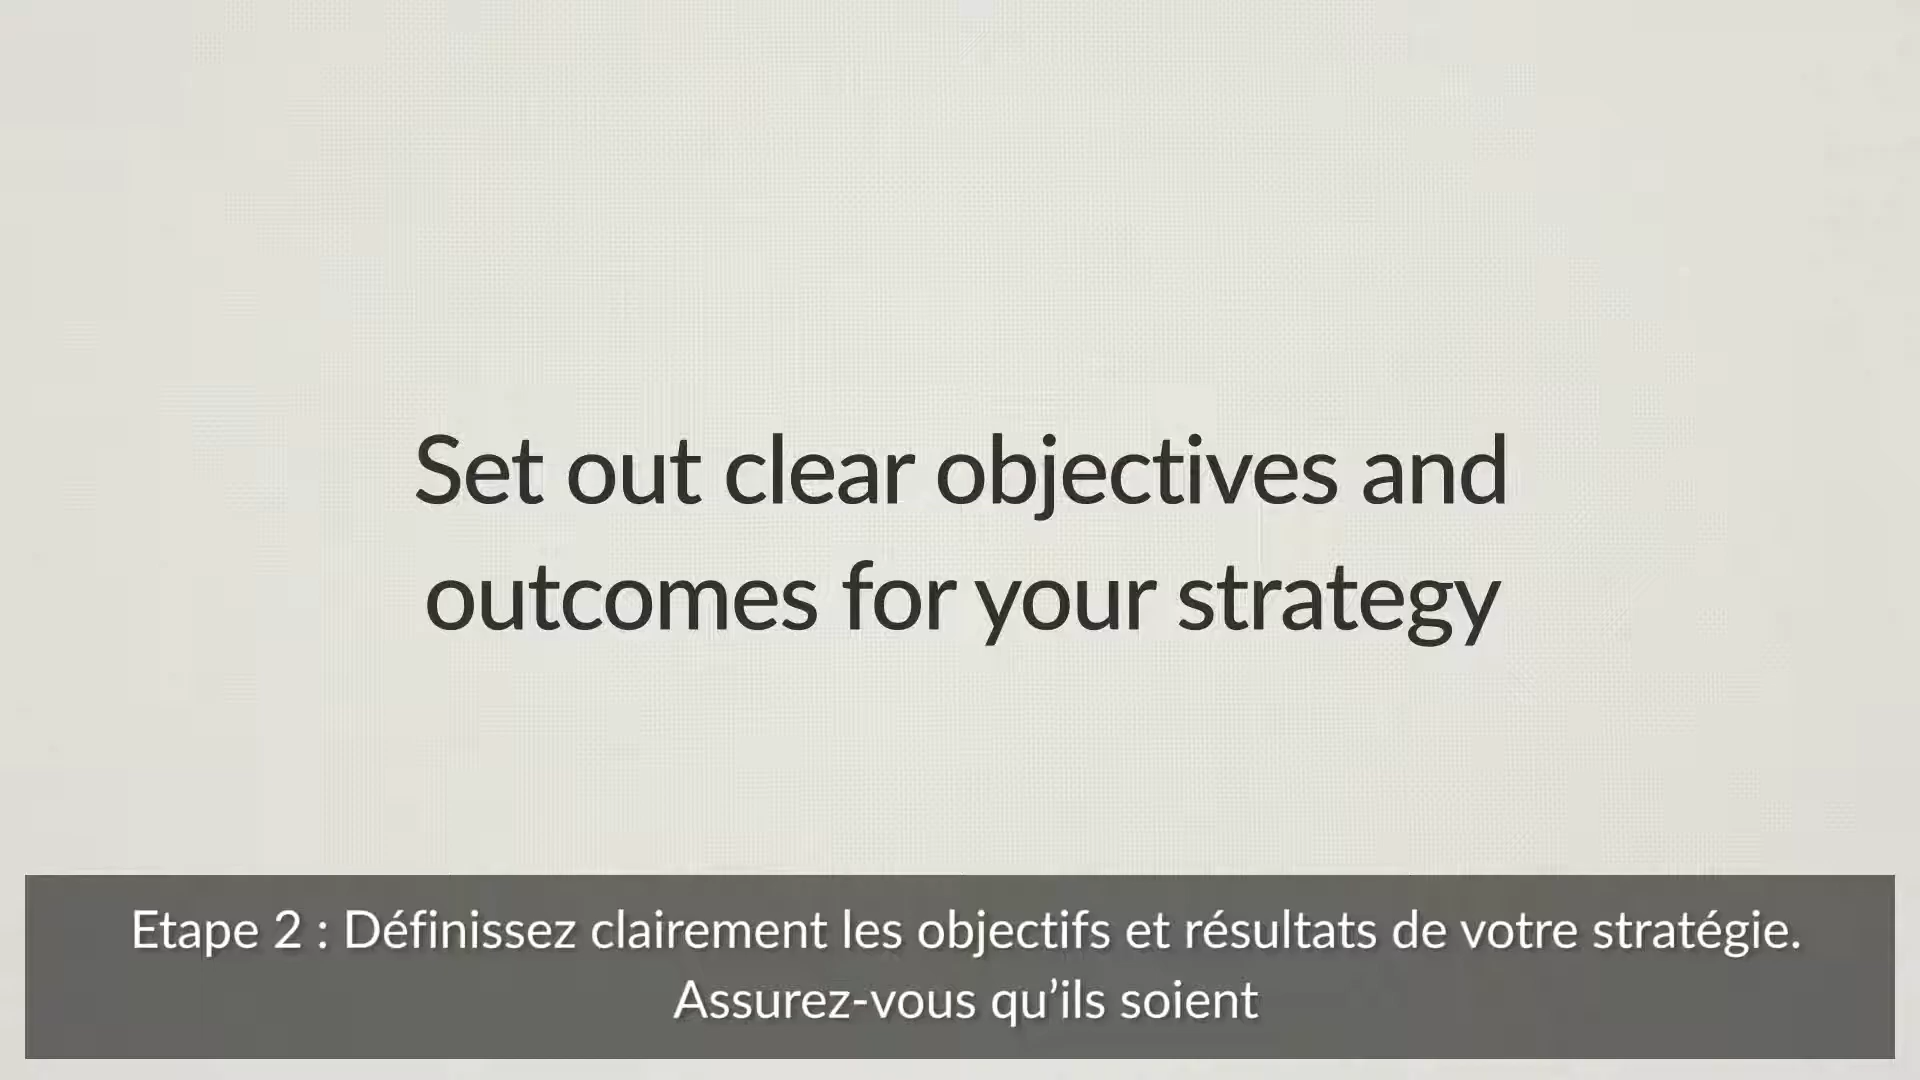 Set out clear objectives and
outcomes for your strategy
Etape 2 : Définissez clairement les objectifs et résultats de votre stratégie.
Assurez-vous qu’ils soient